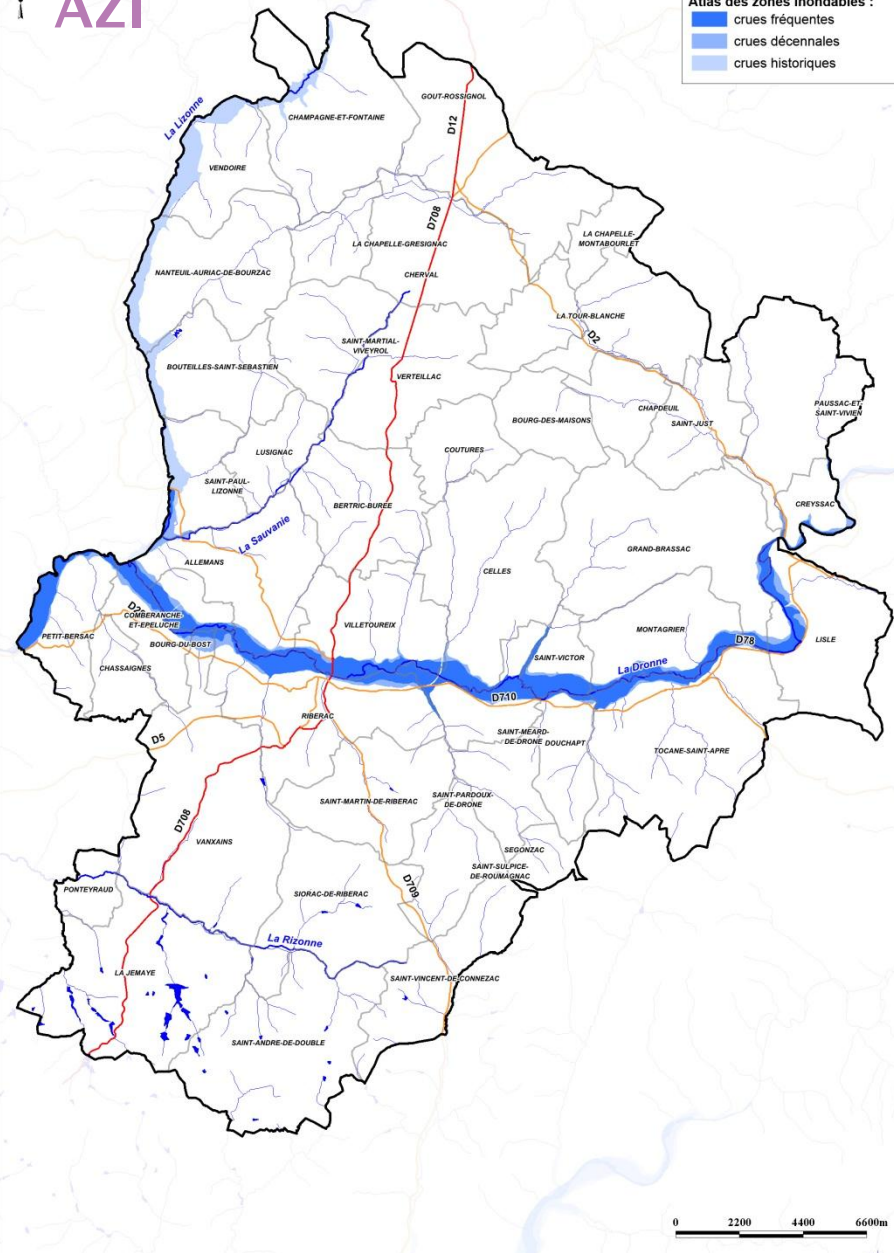 AZI
Atlas des zones inondables :
crues fréquentes
crues décennales
crues historiques
GOUT-ROSSIGNOL
La Lizonne
CHAMPAGNE-ET-FONTAINE
D12
VENDOIRE
D708
LA CHAPELLE-
MONTABOURLET
LA CHAPELLE-GRESIGNAC
NANTEUIL-AURIAC-DE-BOURZAC
CHERVAL
LA TOUR-BLANCHE
D2
SAINT-MARTIAL-
VIVEYROL
BOUTEILLES-SAINT-SEBASTIEN
VERTEILLAC
PAUSSAC-ET-
SAINT-VIVIEN
CHAPDEUIL
BOURG-DES-MAISONS
SAINT-JUST
COUTURES
LUSIGNAC
SAINT-PAUL-
LIZONNE
BERTRIC-BUREE
CREYSSAC
La Sauvanie
GRAND-BRASSAC
ALLEMANS
CELLES
COMBERANCHE-
ET-EPELUCHE
VILLETOUREIX
MONTAGRIER
PETIT-BERSAC
D78
LISLE
BOURG-DU-BOST
SAINT-VICTOR
La Dronne
CHASSAIGNES
D710
RIBERAC
D5
SAINT-MEARD-
DE-DRONE
DOUCHAPT
TOCANE-SAINT-APRE
SAINT-PARDOUX-
DE-DRONE
SAINT-MARTIN-DE-RIBERAC
D708
VANXAINS
SEGONZAC
SAINT-SULPICE-
DE-ROUMAGNAC
D709
PONTEYRAUD
SIORAC-DE-RIBERAC
La Rizonne
LA JEMAYE
SAINT-VINCENT-DE-CONNEZAC
SAINT-ANDRE-DE-DOUBLE
0 2200 4400 6600m